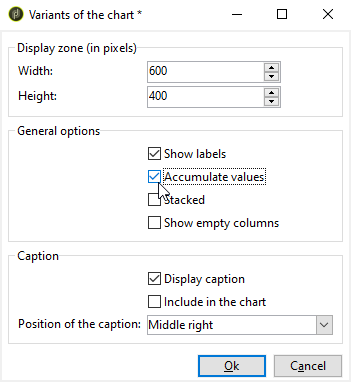 Variants of the chart *
Display zone (in pixels)
Width: 600
Height: 400
General options
Show labels
Accumulate values
Stacked
Show empty columns
Caption
Display caption
Include in the chart
Position of the caption: Middle right
Ok Cancel